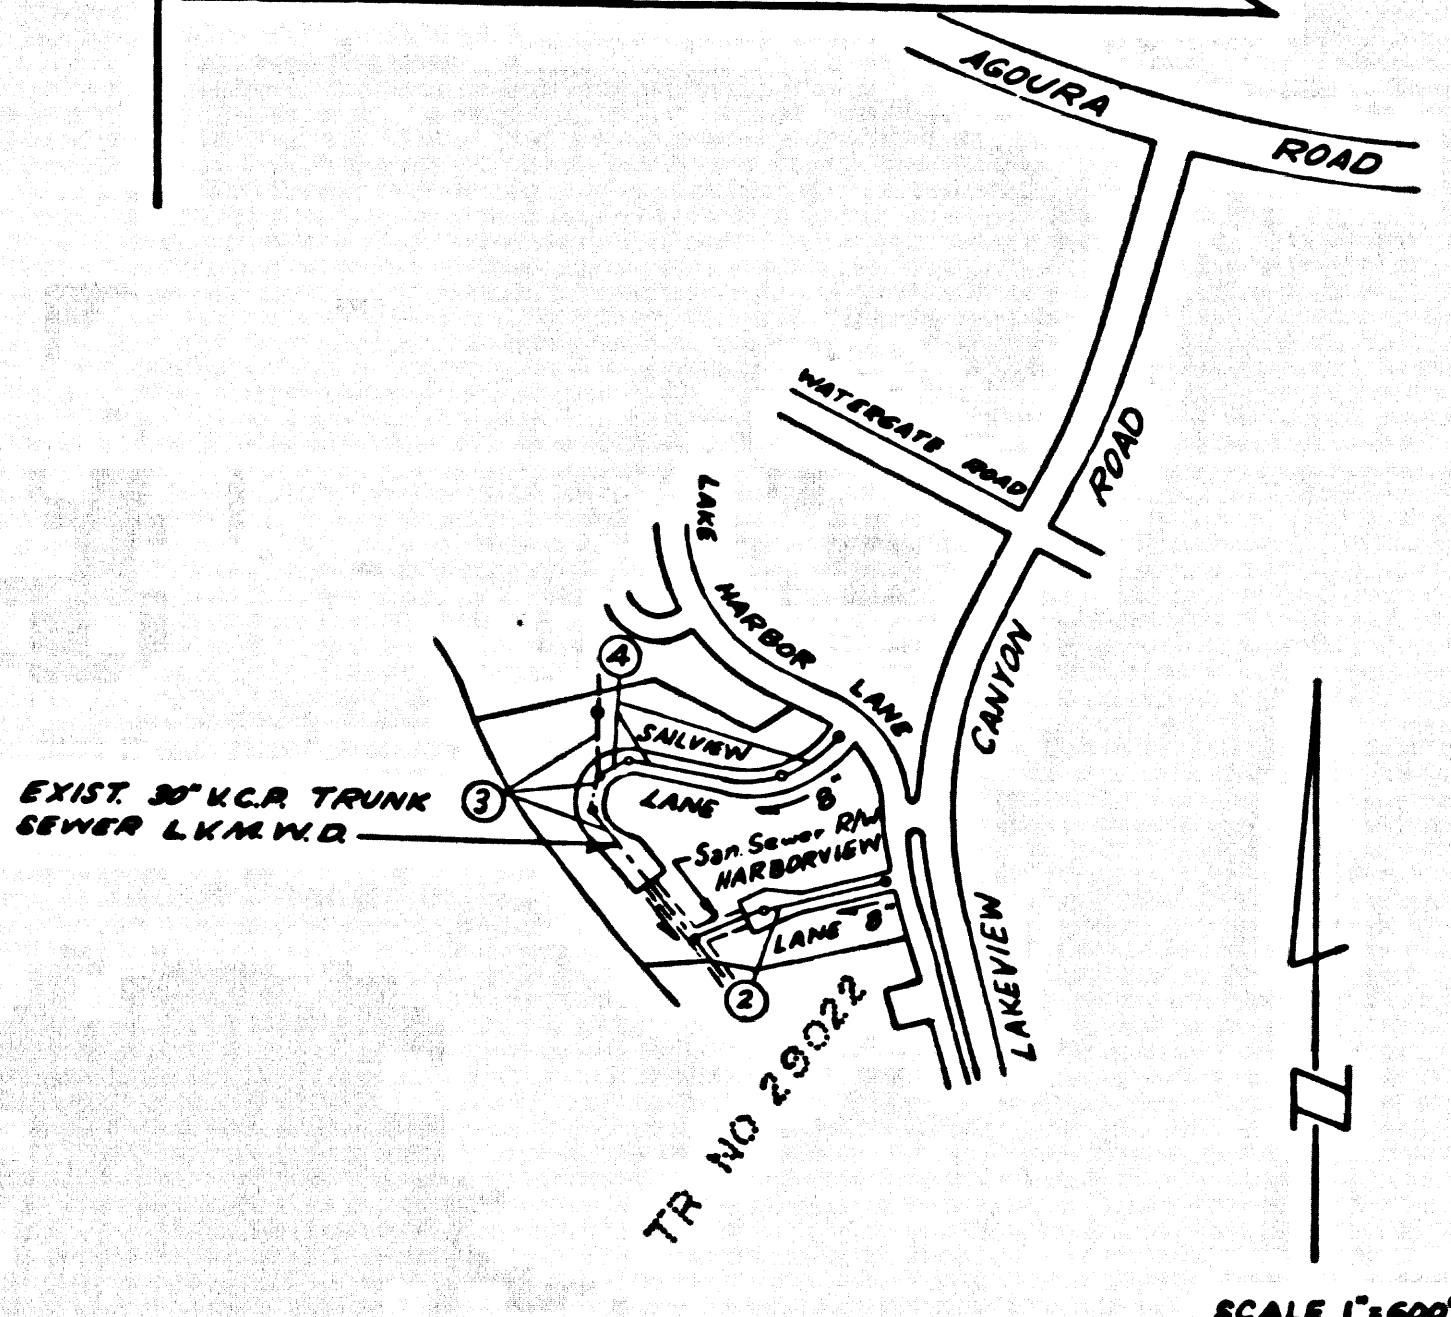 AGOURA ROAD
WATERGATE ROAD
ROAD
LAKE
HARBOR
LANE
CANYON
4
SAILVIEW
EXIST. 30" V.C.P. TRUNK
SEWER L.V.M.W.D.
3
LANE
8"
San. Sewer R/W
HARBORVIEW
LANE
8"
LAKEVIEW
2
TR NO 29022
N
SCALE 1"=600'